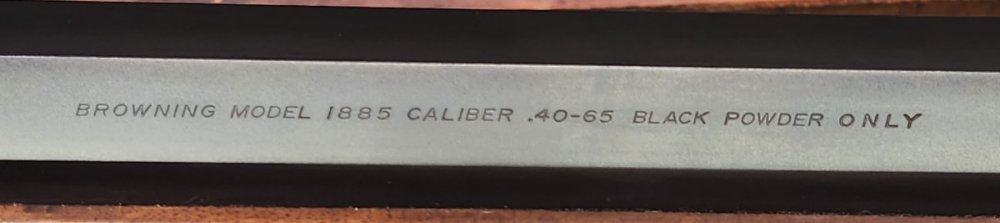 BROWNING MODEL 1885 CALIBER .40-65 BLACK POWDER ONLY